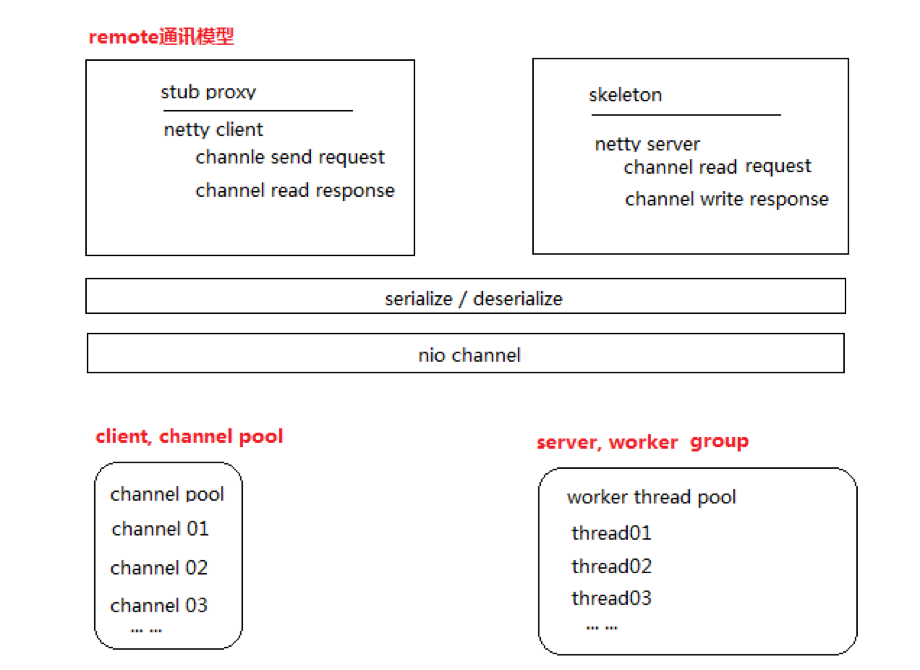 remote通讯模型
stub proxy
netty client
channle send request
channel read response
skeleton
netty server
channel read request
channel write response
serialize / deserialize
nio channel
client, channel pool
channel pool
channel 01
channel 02
channel 03
... ...
server, worker group
worker thread pool
thread01
thread02
thread03
... ...